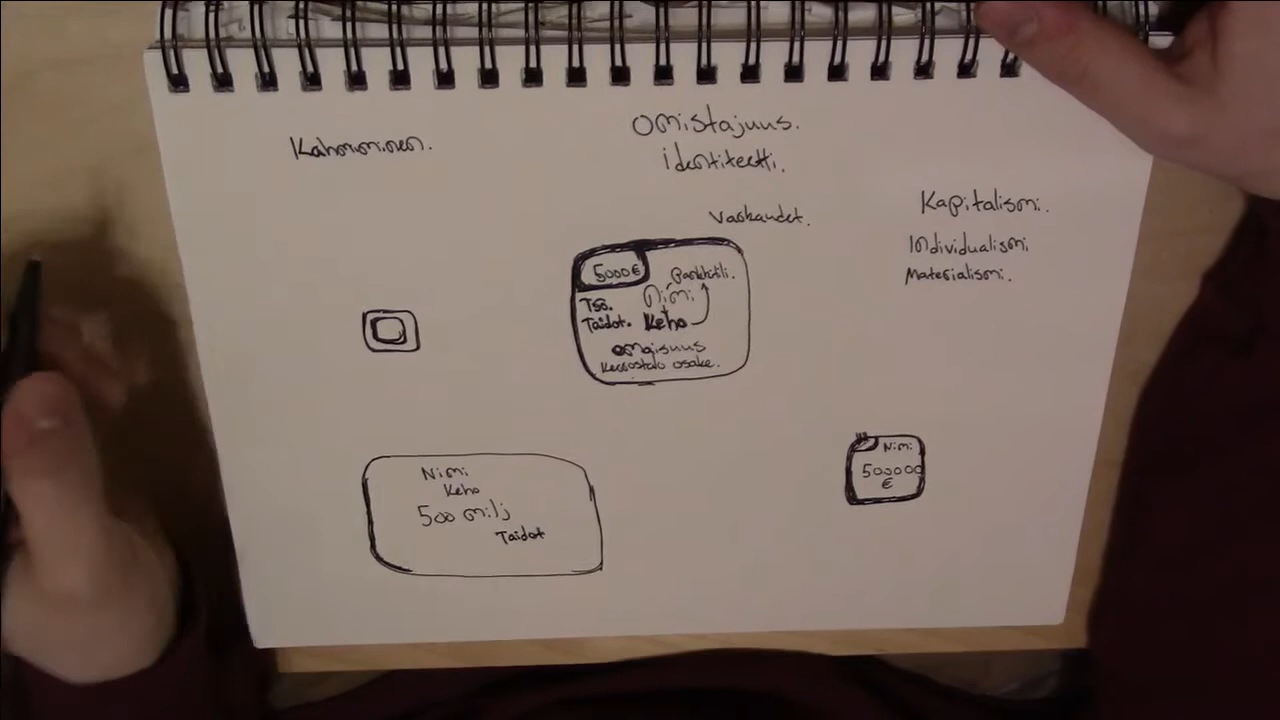 Omistajuus.
identiteetti.
Kahmiminen.
Vastuudet.
Kapitalismi.
Individualismi
Materialismi.
5000€
Pankkitili.
Nimi
Tss.
Taidot.
Keho
omaisuus
Kerrostalo osake.
Nimi
500000
€
Nimi
Keho
500 milj
Taidot